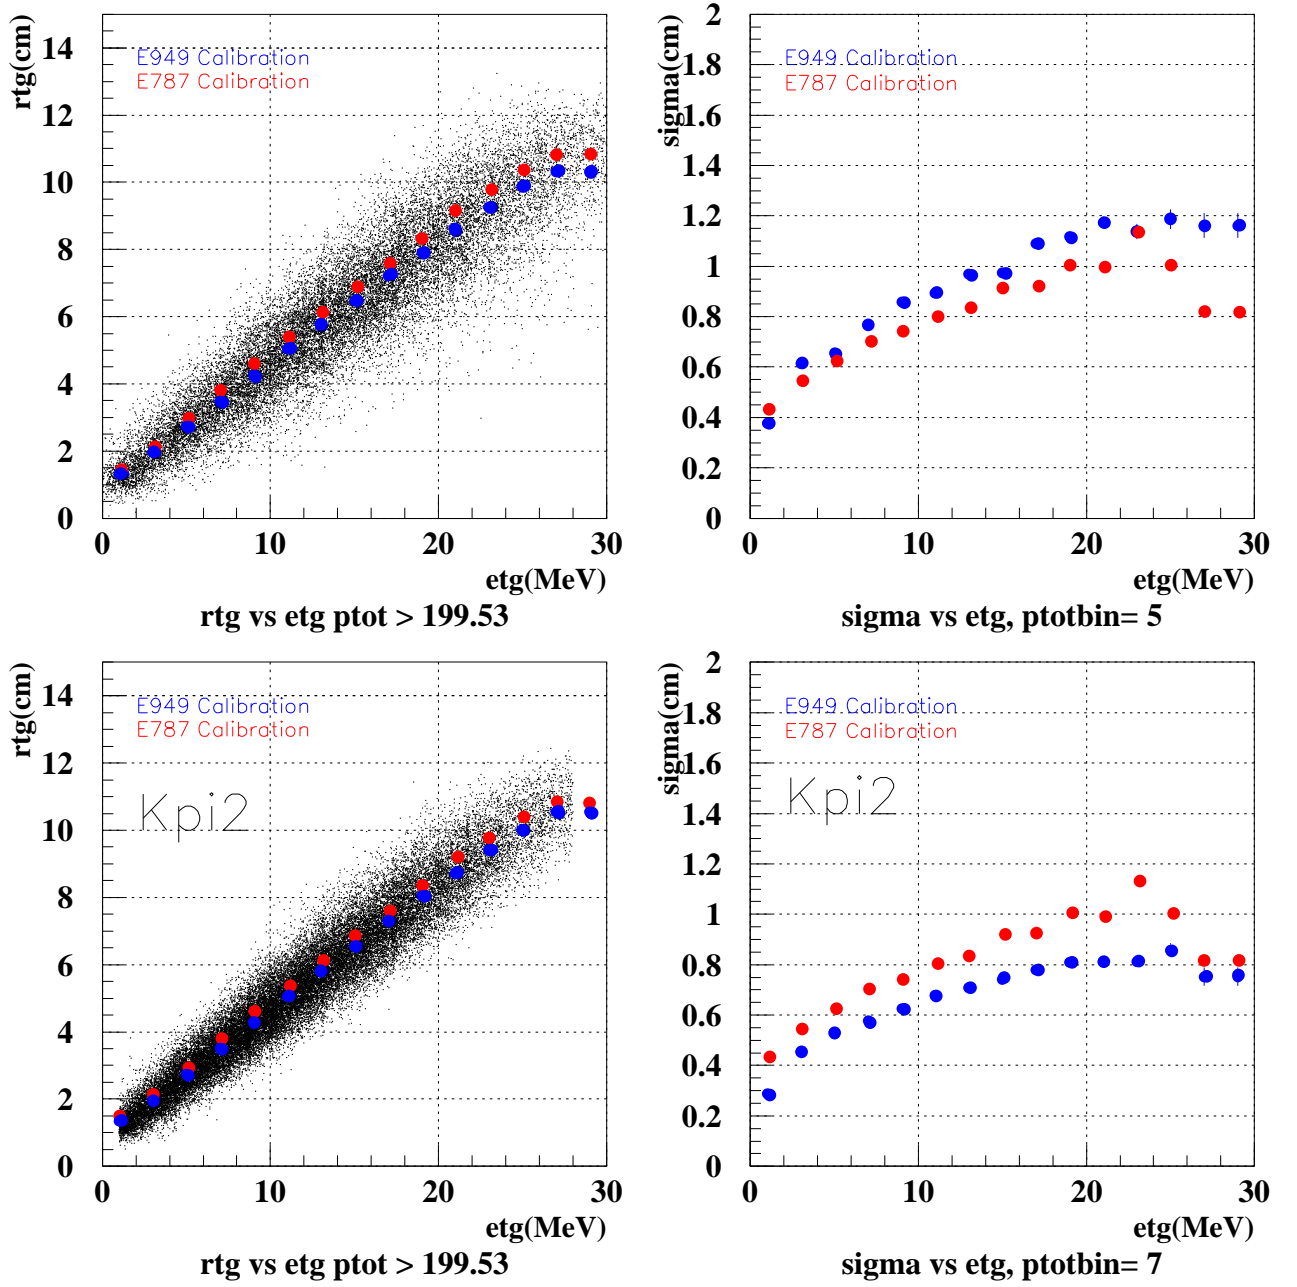 rtg(cm)
14
12
10
8
6
4
2
0
E949 Calibration
E787 Calibration
0 10 20 30
etg(MeV)
rtg vs etg ptot > 199.53
sigma(cm)
2
1.8
1.6
1.4
1.2
1
0.8
0.6
0.4
0.2
0
E949 Calibration
E787 Calibration
0 10 20 30
etg(MeV)
sigma vs etg, ptotbin= 5
rtg(cm)
14
12
10
8
6
4
2
0
E949 Calibration
E787 Calibration
Kpi2
0 10 20 30
etg(MeV)
rtg vs etg ptot > 199.53
sigma(cm)
2
1.8
1.6
1.4
1.2
1
0.8
0.6
0.4
0.2
0
E949 Calibration
E787 Calibration
Kpi2
0 10 20 30
etg(MeV)
sigma vs etg, ptotbin= 7